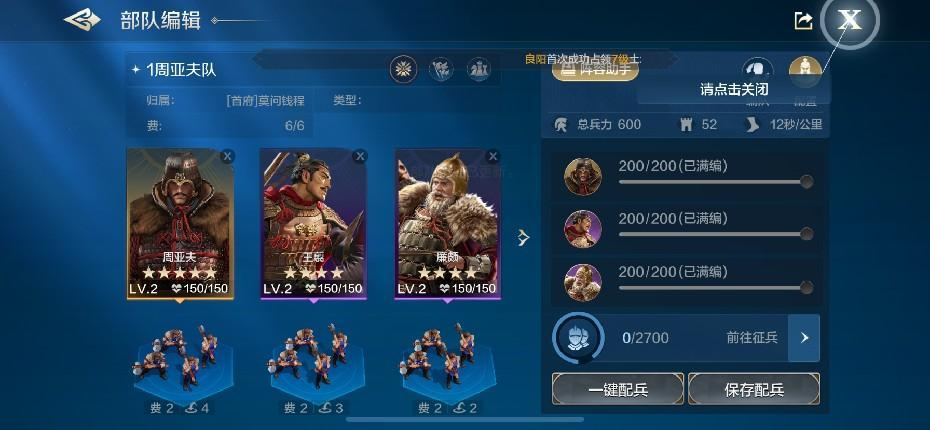 部队编辑
X
1周亚夫队
良阳首次成功占领7级土:
阵容助手
请点击关闭
归属:
[首府]莫问钱程
类型:
费:
6/6
总兵力 600
52
12秒/公里
周亚夫
LV.2
150/150
王翦
LV.2
150/150
廉颇
LV.2
150/150
200/200(已满编)
200/200(已满编)
200/200(已满编)
0/2700
前往征兵
一键配兵
保存配兵
费 2
4
费 2
3
费 2
2